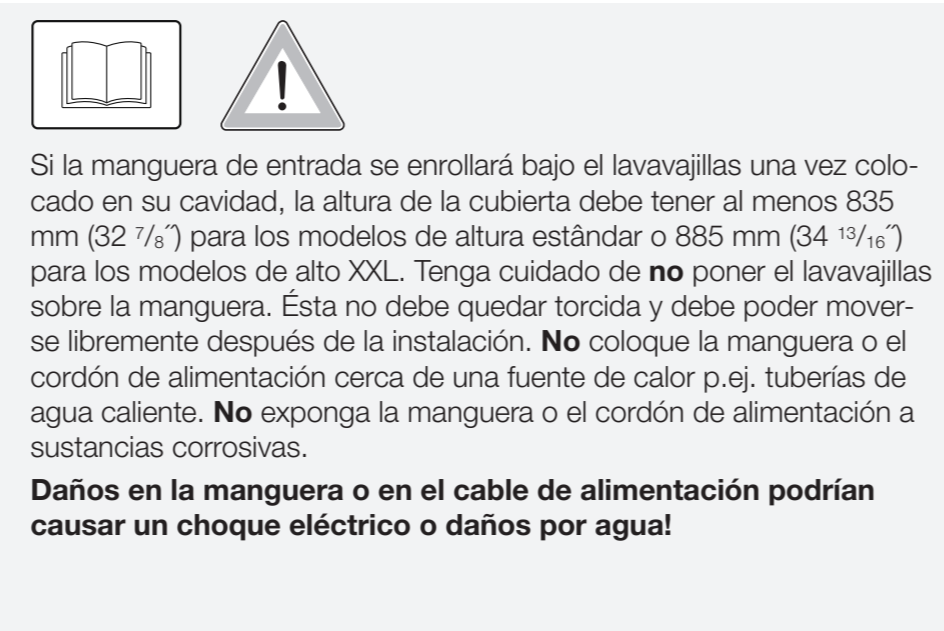 Si la manguera de entrada se enrollará bajo el lavavajillas una vez colo-
cado en su cavidad, la altura de la cubierta debe tener al menos 835
mm (32 ⁷/₈˝) para los modelos de altura estândar o 885 mm (34 ¹³/₁₆˝)
para los modelos de alto XXL. Tenga cuidado de no poner el lavavajillas
sobre la manguera. Ésta no debe quedar torcida y debe poder mover-
se libremente después de la instalación. No coloque la manguera o el
cordón de alimentación cerca de una fuente de calor p.ej. tuberías de
agua caliente. No exponga la manguera o el cordón de alimentación a
sustancias corrosivas.
Daños en la manguera o en el cable de alimentación podrían
causar un choque eléctrico o daños por agua!